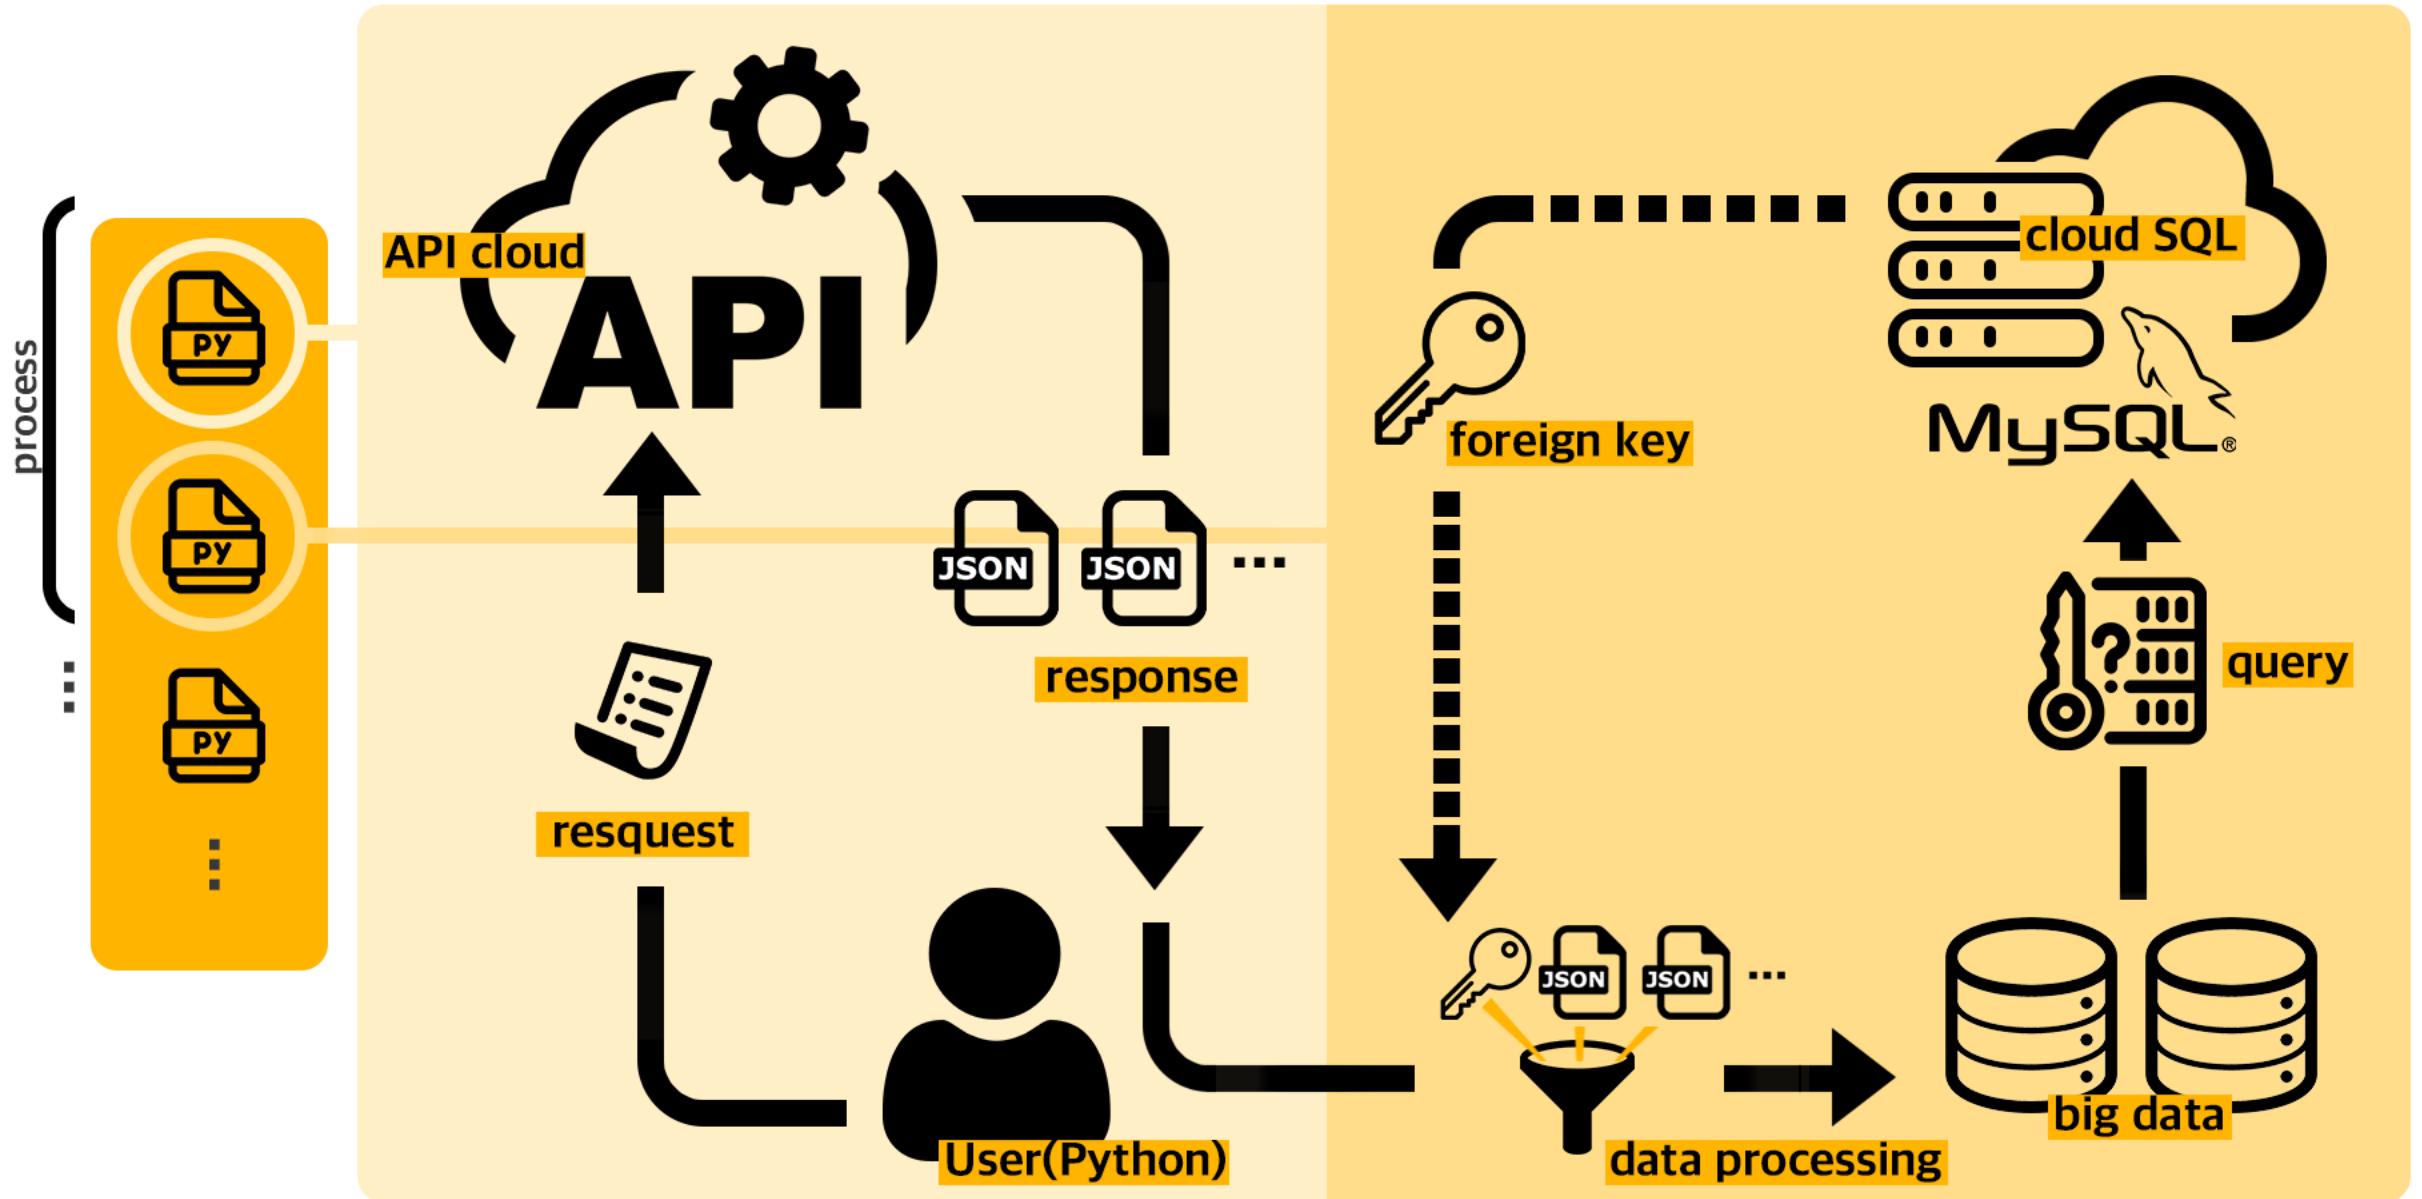 process
PY
PY
PY
API cloud
API
JSON
JSON
...
response
resquest
User(Python)
cloud SQL
MySQL®
foreign key
query
JSON
JSON
...
data processing
big data